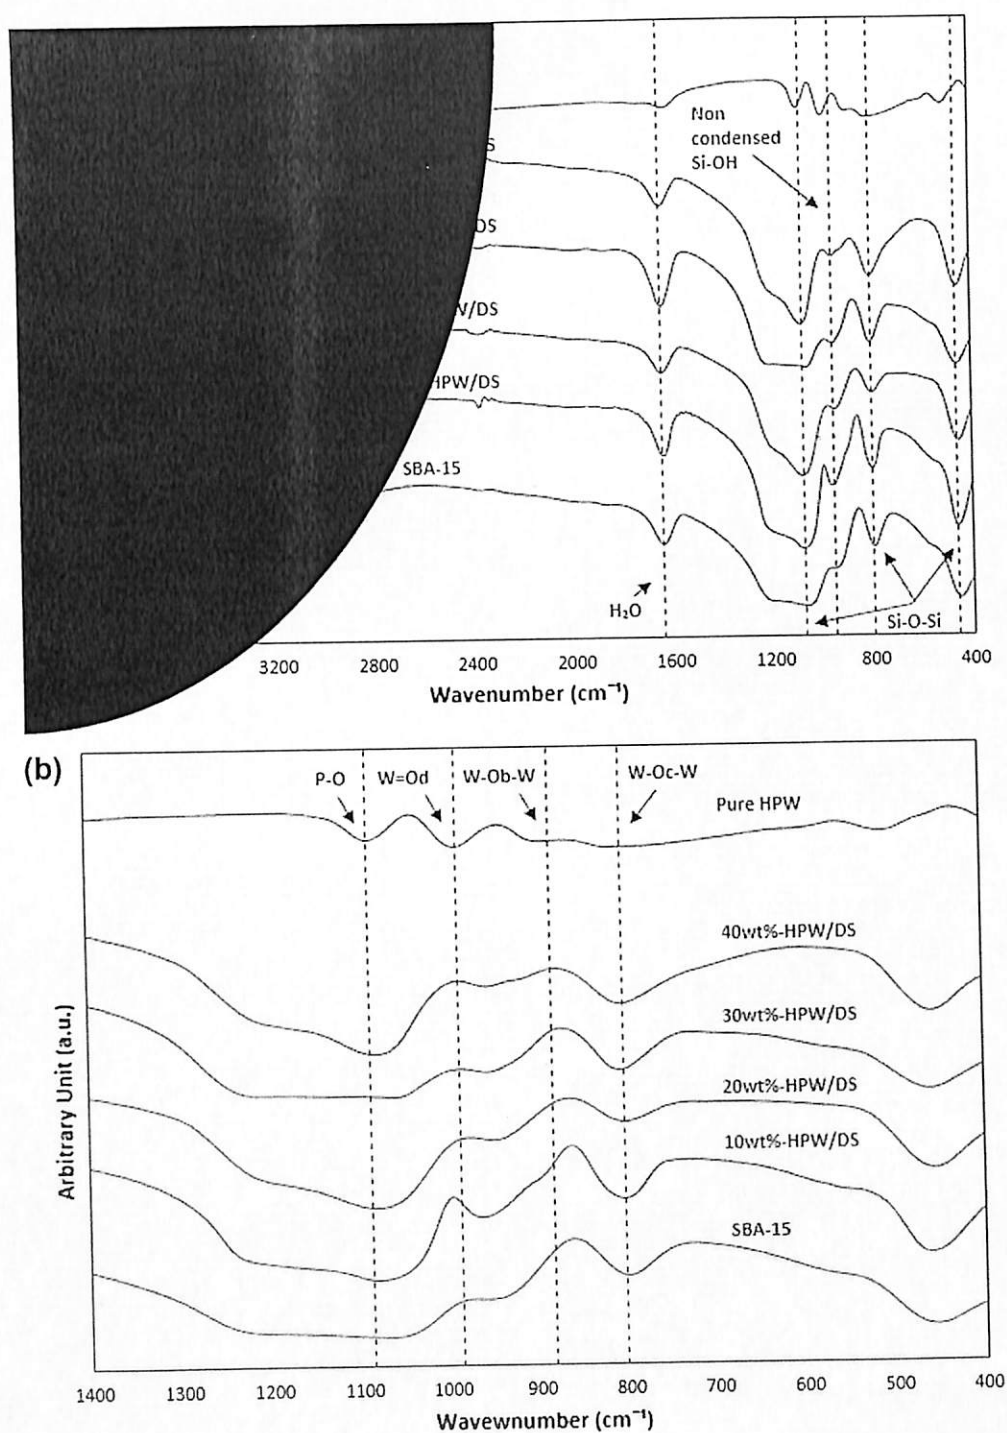 Non
condensed
Si-OH
DS
/DS
HPW/DS
SBA-15
H₂O
Si-O-Si
3200 2800 2400 2000 1600 1200 800 400
Wavenumber (cm⁻¹)
(b)
P-O W=Od W-Ob-W W-Oc-W
Pure HPW
40wt%-HPW/DS
30wt%-HPW/DS
20wt%-HPW/DS
10wt%-HPW/DS
SBA-15
Arbitrary Unit (a.u.)
1400 1300 1200 1100 1000 900 800 700 600 500 400
Wavewnumber (cm⁻¹)